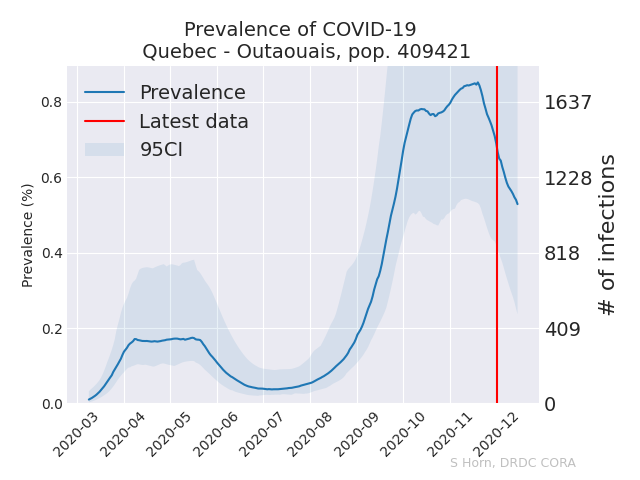 Prevalence of COVID-19
Quebec - Outaouais, pop. 409421
Prevalence
Latest data
95CI
Prevalence (%)
0.8
0.6
0.4
0.2
0.0
1637
1228
818
409
0
# of infections
2020-03
2020-04
2020-05
2020-06
2020-07
2020-08
2020-09
2020-10
2020-11
2020-12
S Horn, DRDC CORA